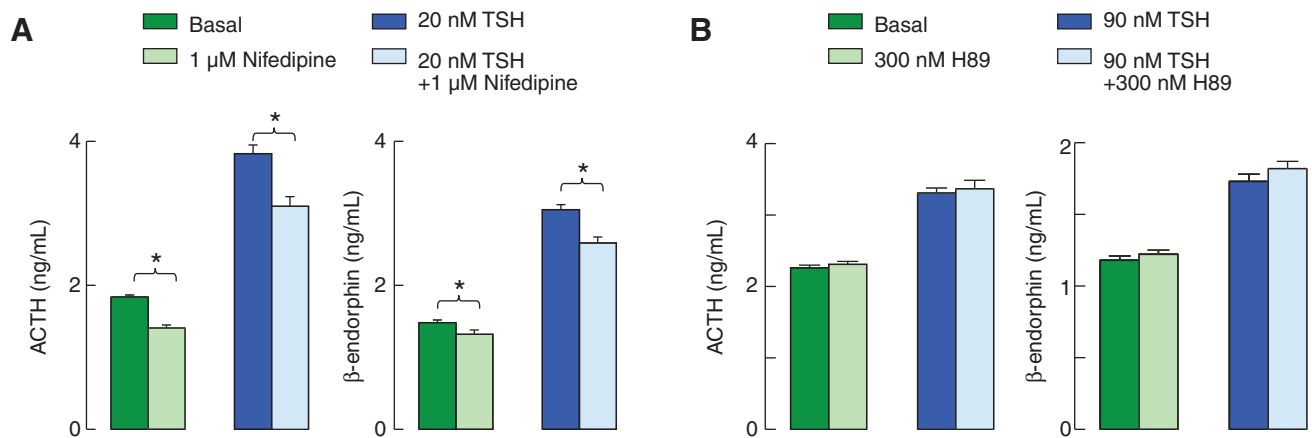 A
Basal
1 μM Nifedipine
20 nM TSH
20 nM TSH
+1 μM Nifedipine
ACTH (ng/mL)
4
2
0
*
*
β-endorphin (ng/mL)
4
2
0
*
*
B
Basal
300 nM H89
90 nM TSH
90 nM TSH
+300 nM H89
ACTH (ng/mL)
4
2
0
β-endorphin (ng/mL)
2
1
0